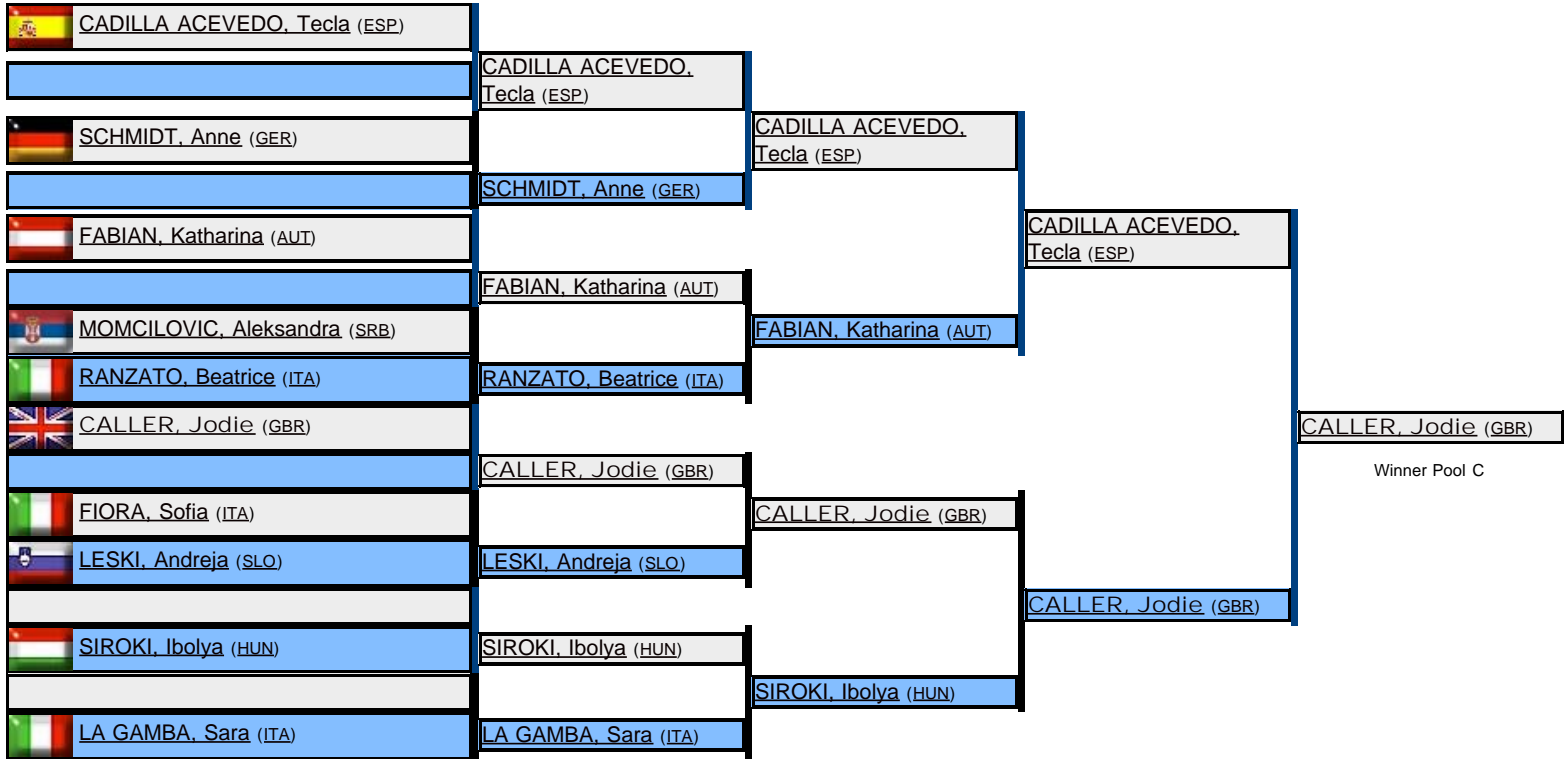 CADILLA ACEVEDO, Tecla (ESP)
SCHMIDT, Anne (GER)
FABIAN, Katharina (AUT)
MOMCILOVIC, Aleksandra (SRB)
RANZATO, Beatrice (ITA)
CALLER, Jodie (GBR)
FIORA, Sofia (ITA)
LESKI, Andreja (SLO)
SIROKI, Ibolya (HUN)
LA GAMBA, Sara (ITA)
CADILLA ACEVEDO,
Tecla (ESP)
SCHMIDT, Anne (GER)
FABIAN, Katharina (AUT)
RANZATO, Beatrice (ITA)
CALLER, Jodie (GBR)
LESKI, Andreja (SLO)
SIROKI, Ibolya (HUN)
LA GAMBA, Sara (ITA)
CADILLA ACEVEDO,
Tecla (ESP)
FABIAN, Katharina (AUT)
CALLER, Jodie (GBR)
SIROKI, Ibolya (HUN)
CADILLA ACEVEDO,
Tecla (ESP)
CALLER, Jodie (GBR)
CALLER, Jodie (GBR)
Winner Pool C